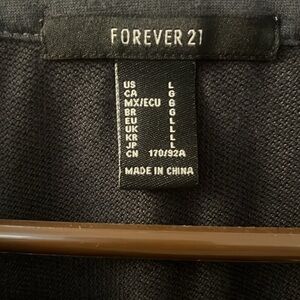 FOREVER 21
US L
CA G
MX/ECU G
BR G
EU L
UK L
KR L
JP L
CN 170/92A
MADE IN CHINA